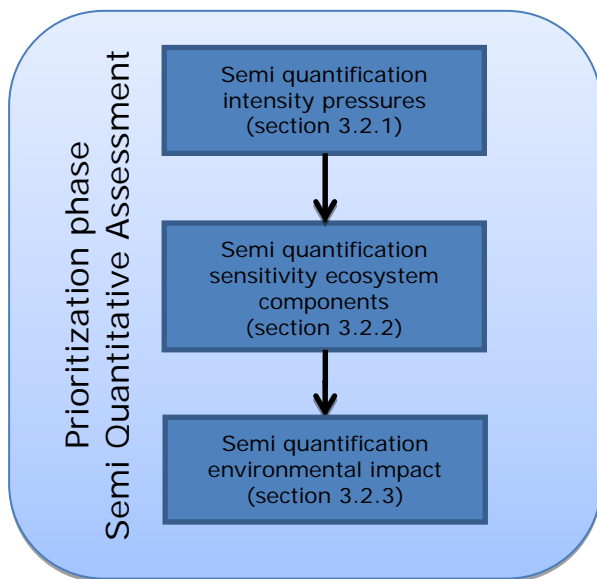 Prioritization phase
Semi Quantitative Assessment
Semi quantification
intensity pressures
(section 3.2.1)
Semi quantification
sensitivity ecosystem
components
(section 3.2.2)
Semi quantification
environmental impact
(section 3.2.3)